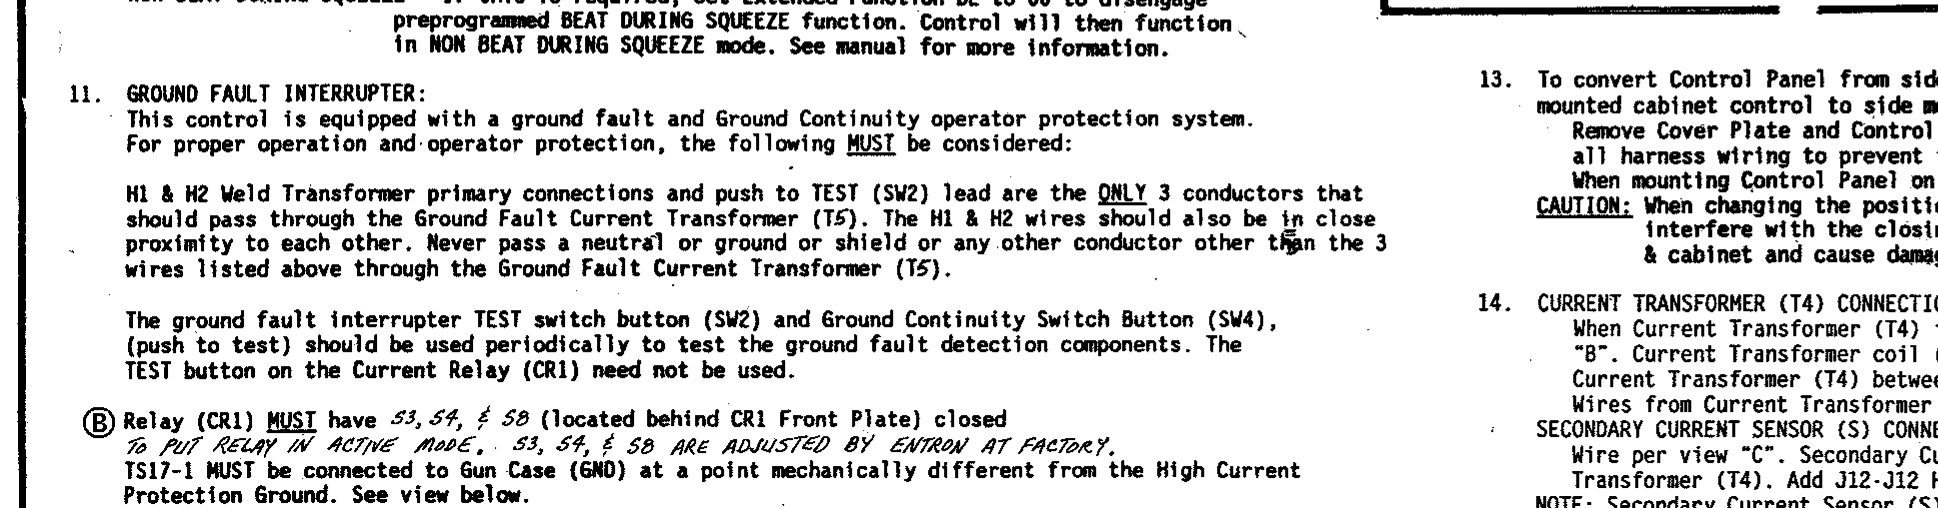 preprogrammed BEAT DURING SQUEEZE function. Control will then function
in NON BEAT DURING SQUEEZE mode. See manual for more information.
11. GROUND FAULT INTERRUPTER:
This control is equipped with a ground fault and Ground Continuity operator protection system.
For proper operation and operator protection, the following MUST be considered:
H1 & H2 Weld Transformer primary connections and push to TEST (SW2) lead are the ONLY 3 conductors that
should pass through the Ground Fault Current Transformer (T5). The H1 & H2 wires should also be in close
proximity to each other. Never pass a neutral or ground or shield or any other conductor other than the 3
wires listed above through the Ground Fault Current Transformer (T5).
The ground fault interrupter TEST switch button (SW2) and Ground Continuity Switch Button (SW4),
(push to test) should be used periodically to test the ground fault detection components. The
TEST button on the Current Relay (CR1) need not be used.
B Relay (CR1) MUST have S3, S4, & S8 (located behind CR1 Front Plate) closed
TO PUT RELAY IN ACTIVE MODE. S3, S4, & S8 ARE ADJUSTED BY ENTRON AT FACTORY.
TS17-1 MUST be connected to Gun Case (GND) at a point mechanically different from the High Current
Protection Ground. See view below.
13. To convert Control Panel from
mounted cabinet control to side
Remove Cover Plate and Control
all harness wiring to prevent
When mounting Control Panel on
CAUTION: When changing the
interfere with the
& cabinet and cause
14. CURRENT TRANSFORMER (T4)
When Current Transformer (T4)
"B". Current Transformer coil
Current Transformer (T4)
Wires from Current Transformer
SECONDARY CURRENT SENSOR (S)
Wire per view "C". Secondary
Transformer (T4). Add J12-J12
NOTE: Secondary Current Sensor